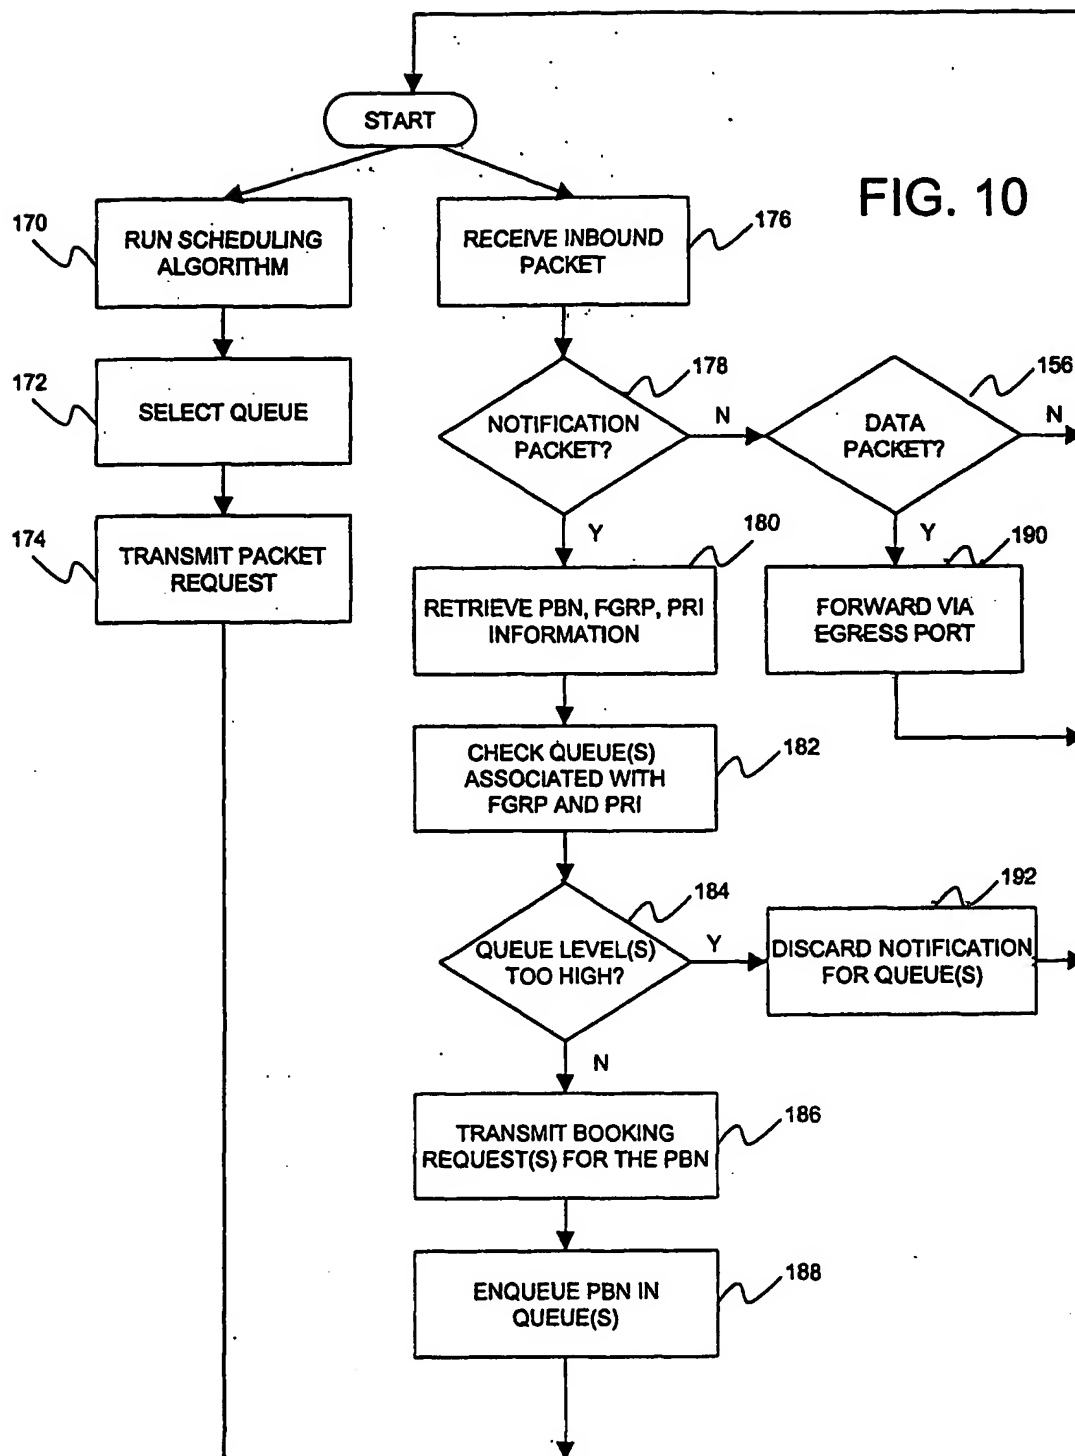 START
FIG. 10
170
RUN SCHEDULING
ALGORITHM
RECEIVE INBOUND
PACKET
176
172
SELECT QUEUE
NOTIFICATION
PACKET?
178
N
DATA
PACKET?
156
N
Y
Y
174
TRANSMIT PACKET
REQUEST
180
RETRIEVE PBN, FGRP, PRI
INFORMATION
190
FORWARD VIA
EGRESS PORT
CHECK QUEUE(S)
ASSOCIATED WITH
FGRP AND PRI
182
184
QUEUE LEVEL(S)
TOO HIGH?
Y
192
DISCARD NOTIFICATION
FOR QUEUE(S)
N
TRANSMIT BOOKING
REQUEST(S) FOR THE PBN
186
ENQUEUE PBN IN
QUEUE(S)
188